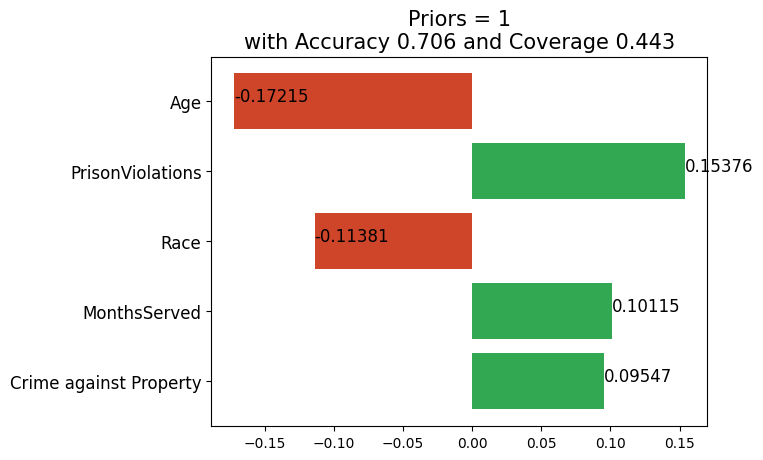 Priors = 1
with Accuracy 0.706 and Coverage 0.443
Age
-0.17215
PrisonViolations
0.15376
Race
-0.11381
MonthsServed
0.10115
Crime against Property
0.09547
−0.15 −0.10 −0.05 0.00 0.05 0.10 0.15